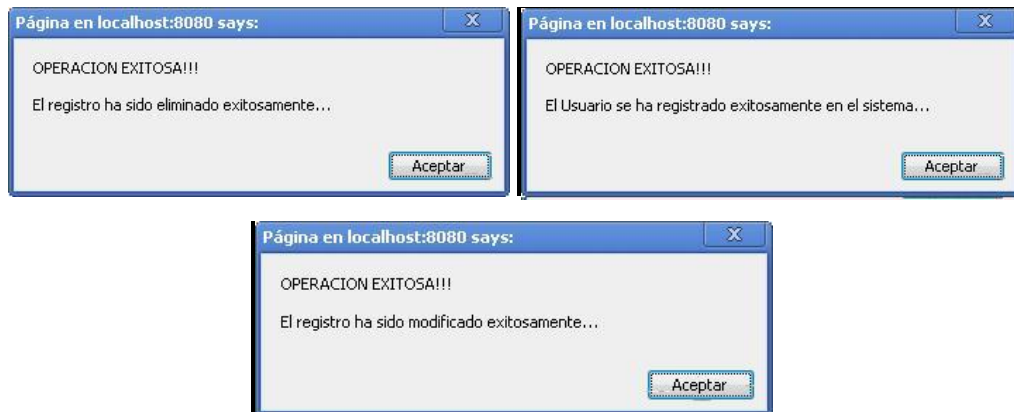 Página en localhost:8080 says:
OPERACION EXITOSA!!!
El registro ha sido eliminado exitosamente...
Aceptar
Página en localhost:8080 says:
OPERACION EXITOSA!!!
El Usuario se ha registrado exitosamente en el sistema...
Aceptar
Página en localhost:8080 says:
OPERACION EXITOSA!!!
El registro ha sido modificado exitosamente...
Aceptar